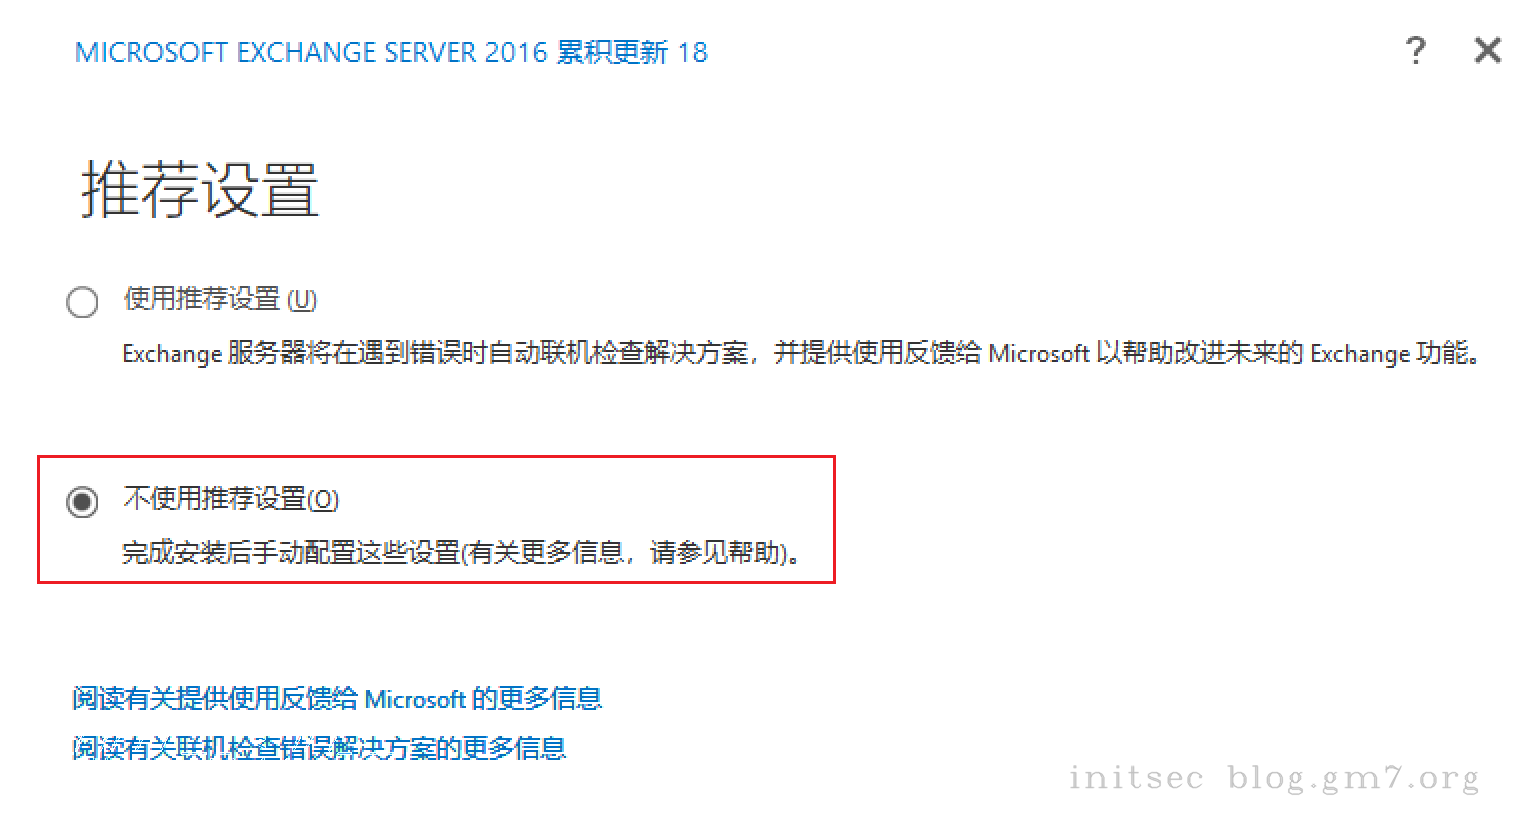 MICROSOFT EXCHANGE SERVER 2016 累积更新 18
? ✕
推荐设置
使用推荐设置 (U)
Exchange 服务器将在遇到错误时自动联机检查解决方案，并提供使用反馈给 Microsoft 以帮助改进未来的 Exchange 功能。
不使用推荐设置(O)
完成安装后手动配置这些设置(有关更多信息，请参见帮助)。
阅读有关提供使用反馈给 Microsoft 的更多信息
阅读有关联机检查错误解决方案的更多信息
initsec blog.gm7.org